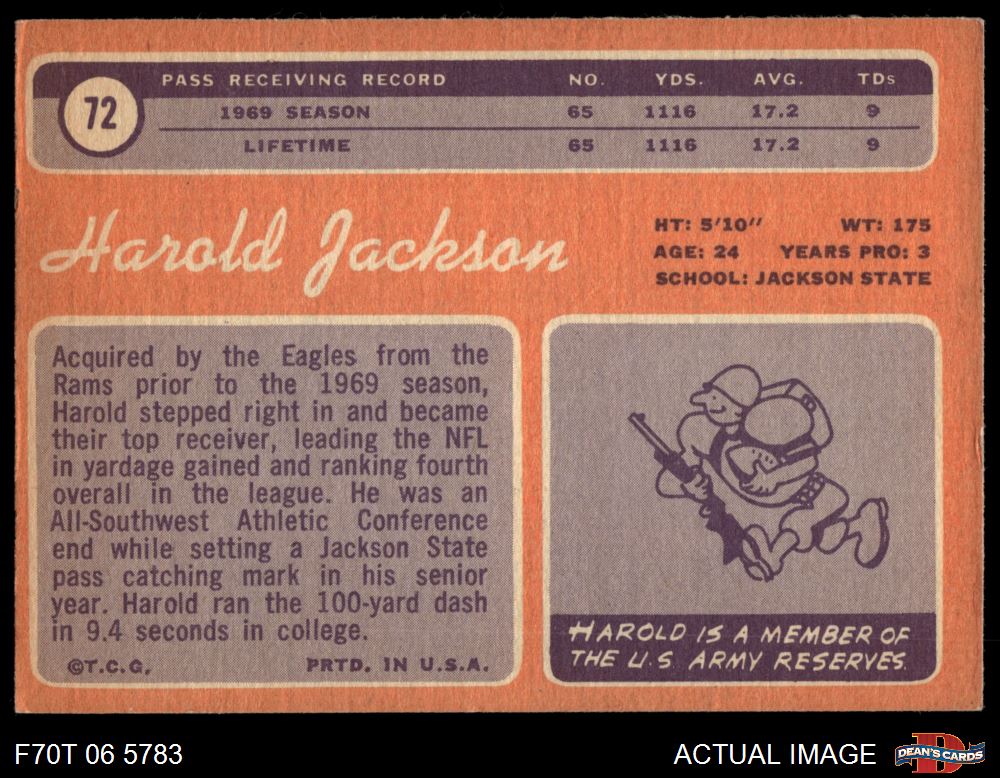 PASS RECEIVING RECORD NO. YDS. AVG. TDs
72
1969 SEASON 65 1116 17.2 9
LIFETIME 65 1116 17.2 9
Harold Jackson
HT: 5'10" WT: 175
AGE: 24 YEARS PRO: 3
SCHOOL: JACKSON STATE
Acquired by the Eagles from the
Rams prior to the 1969 season,
Harold stepped right in and became
their top receiver, leading the NFL
in yardage gained and ranking fourth
overall in the league. He was an
All-Southwest Athletic Conference
end while setting a Jackson State
pass catching mark in his senior
year. Harold ran the 100-yard dash
in 9.4 seconds in college.
©T.C.G. PRTD. IN U.S.A.
HAROLD IS A MEMBER OF
THE U.S. ARMY RESERVES.
F70T 06 5783
ACTUAL IMAGE
D
DEAN'S CARDS